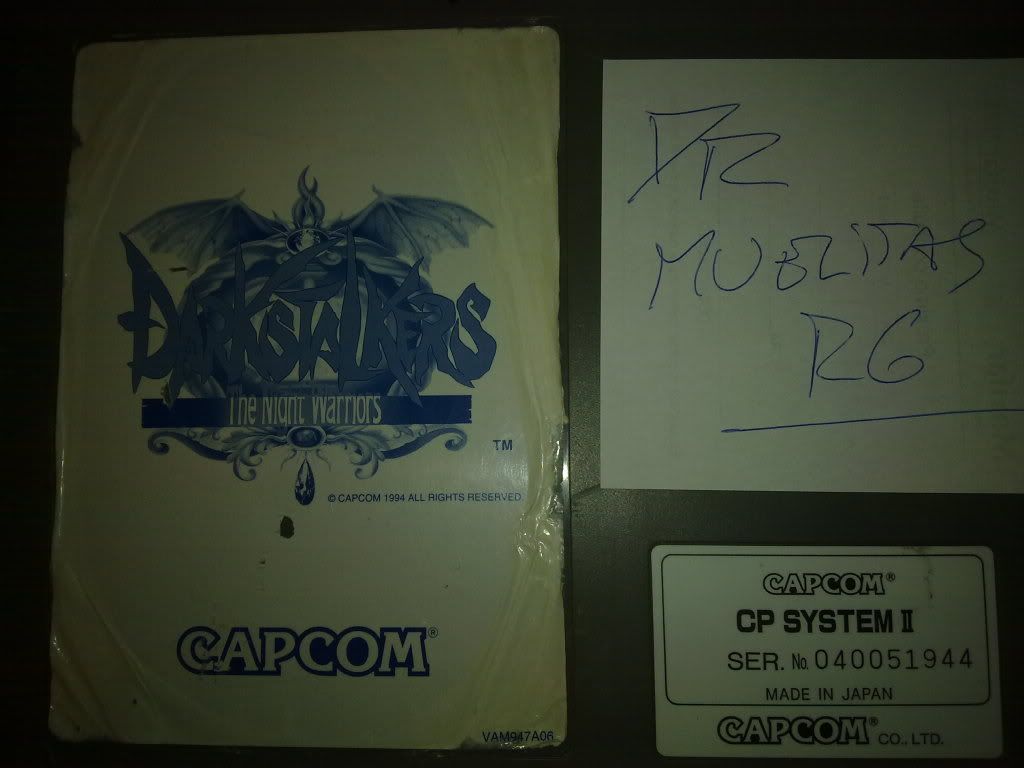 DARKSTALKERS
The Night Warriors
TM
© CAPCOM 1994 ALL RIGHTS RESERVED
CAPCOM®
VAM947A06
DR
MUELITAS
RG
CAPCOM®
CP SYSTEM II
SER. No. 040051944
MADE IN JAPAN
CAPCOM® CO., LTD.